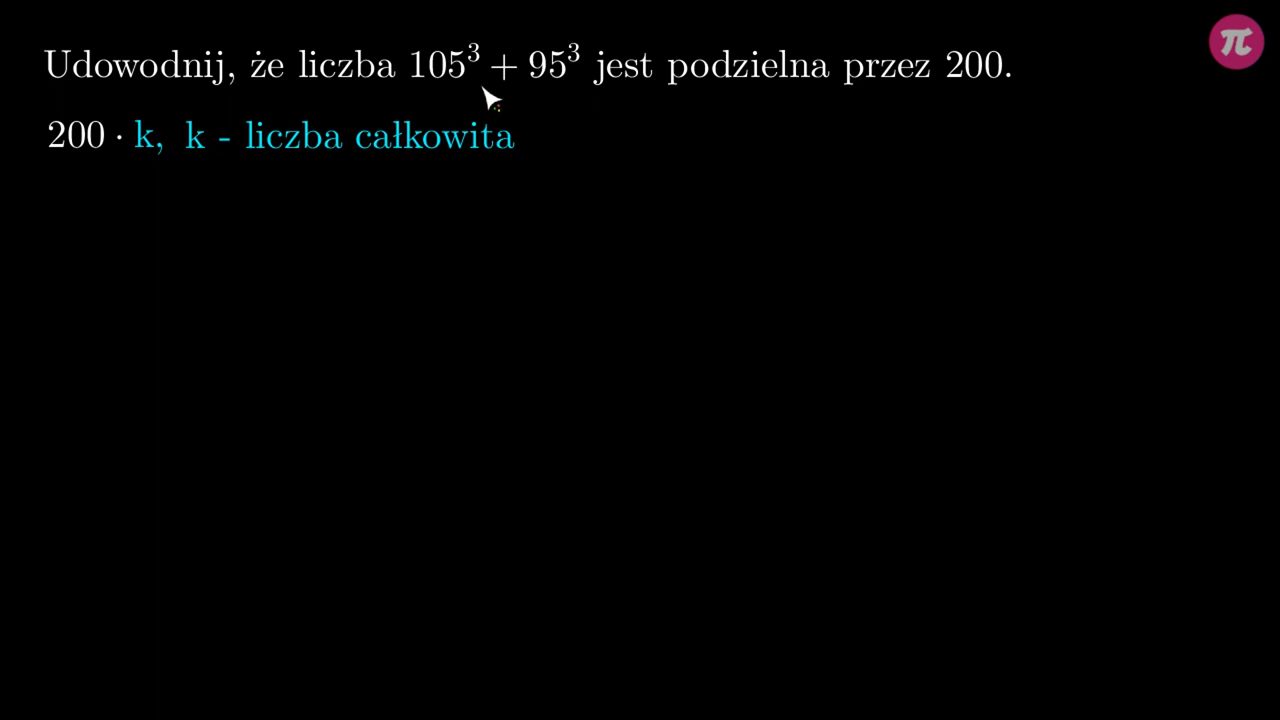 Udowodnij, że liczba 105³ + 95³ jest podzielna przez 200.
200 · k, k - liczba całkowita
π